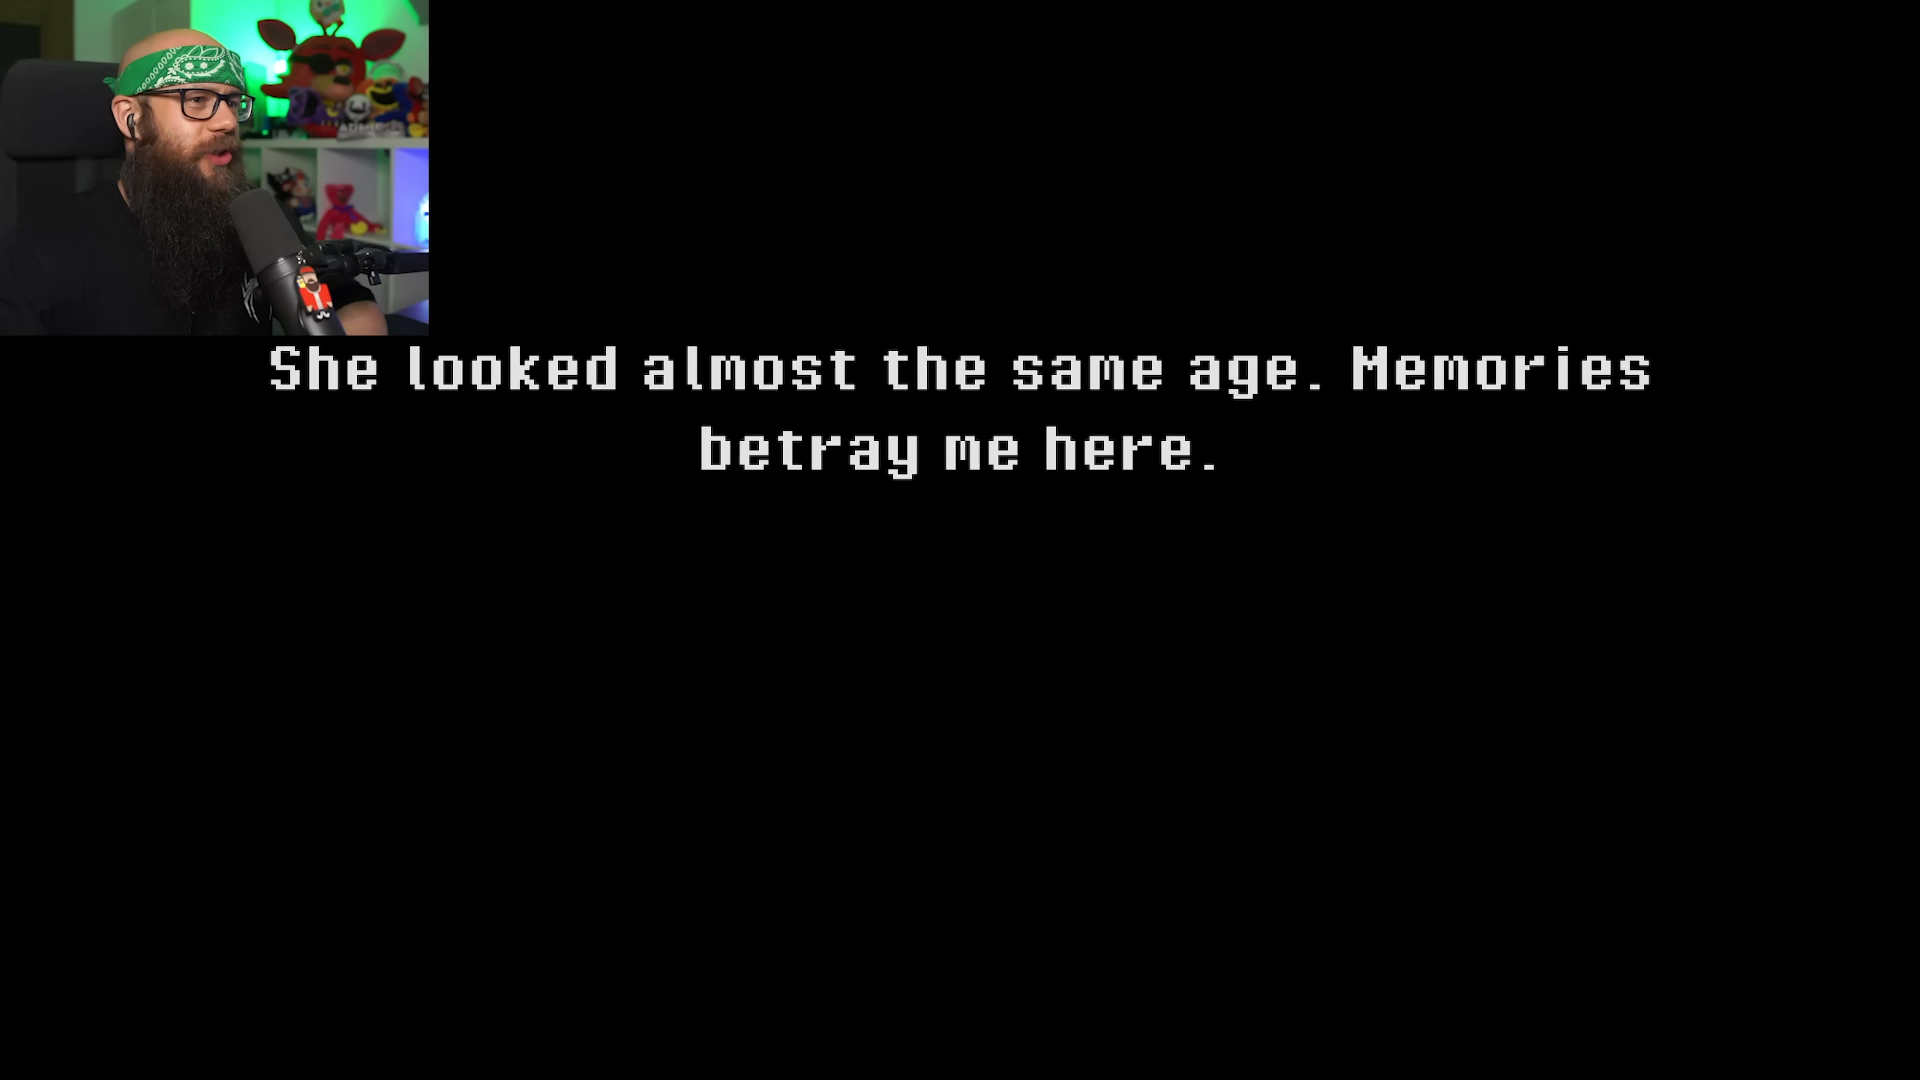 She looked almost the same age. Memories
betray me here.